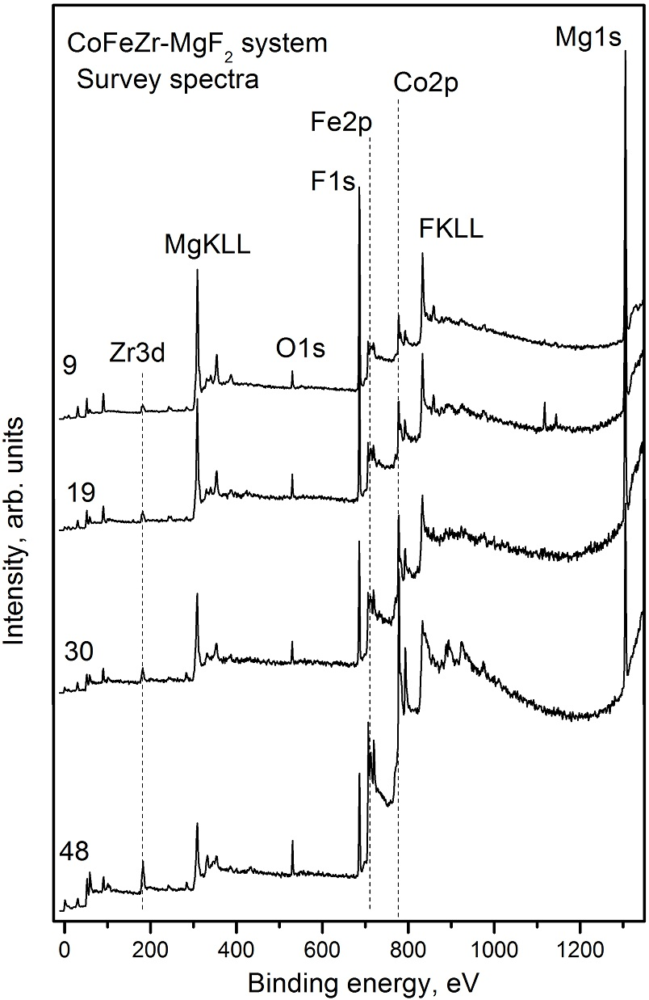 CoFeZr-MgF2 system
Survey spectra
Mg1s
Co2p
Fe2p
F1s
FKLL
MgKLL
Zr3d
O1s
9
19
30
48
Intensity, arb. units
0 200 400 600 800 1000 1200
Binding energy, eV